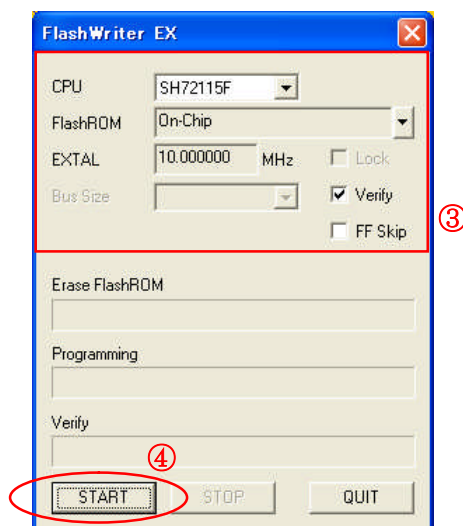 FlashWriter EX
CPU SH72115F
FlashROM On-Chip
EXTAL 10.000000 MHz Lock
Bus Size Verify
③
FF Skip
Erase FlashROM
Programming
Verify
④
START STOP QUIT